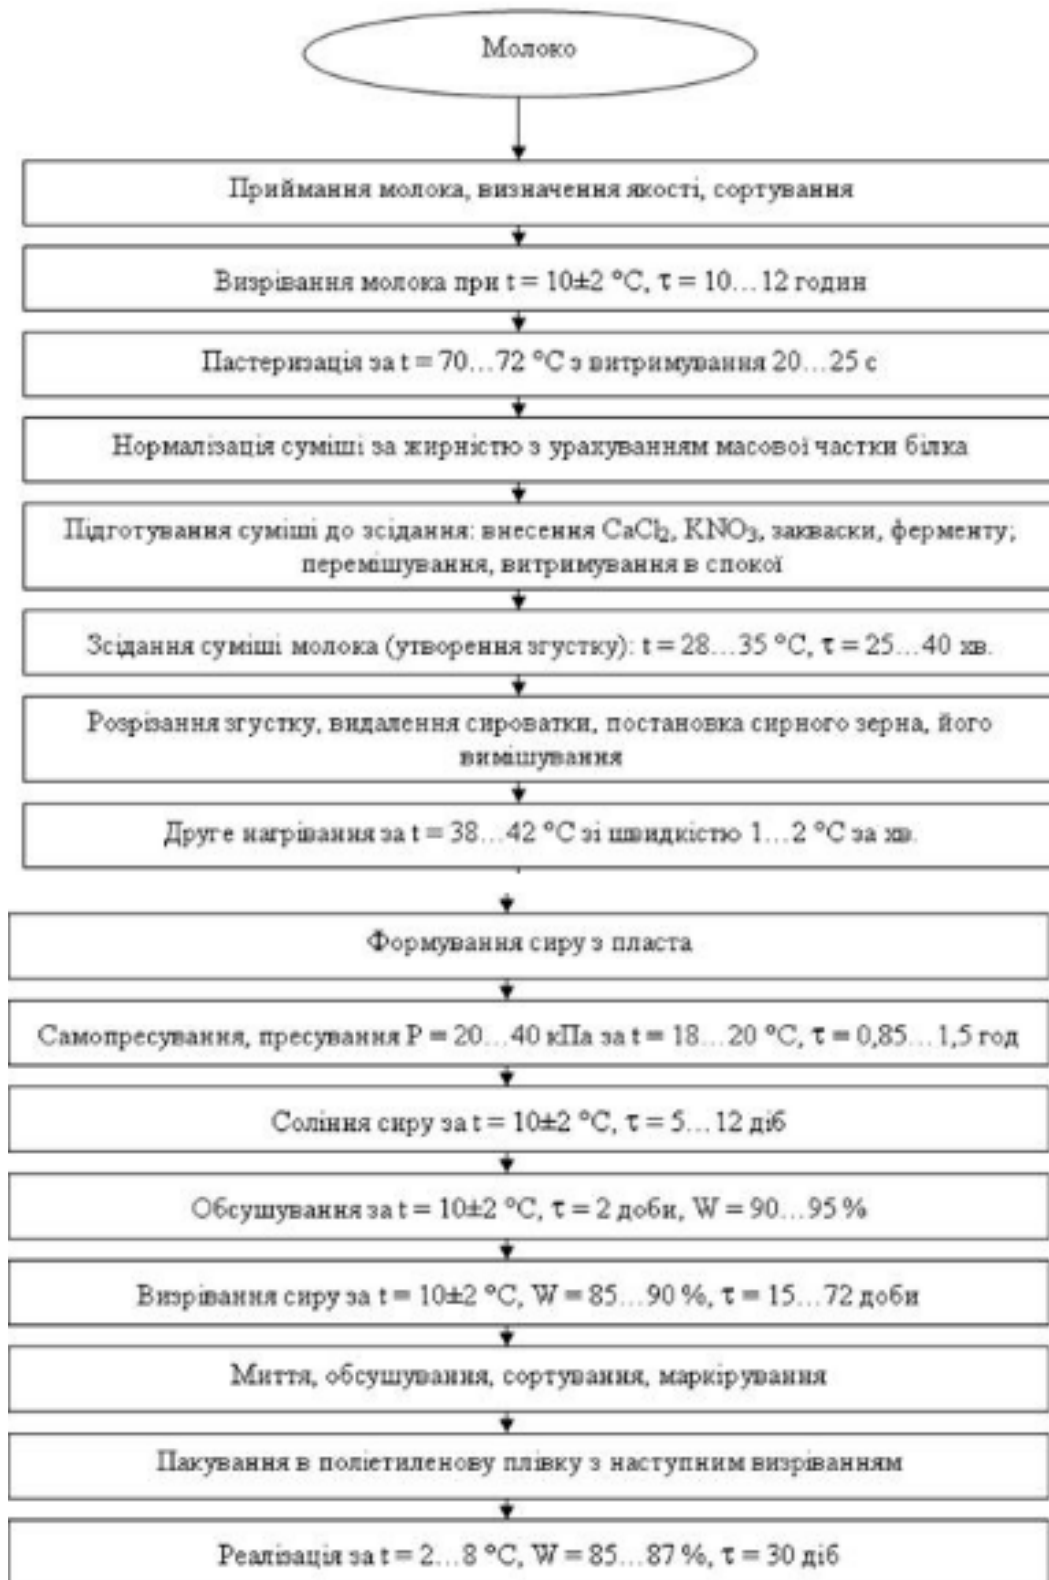 Молоко
Приймання молока, визначення якості, сортування
Визрівання молока при t = 10±2 °C, τ = 10…12 годин
Пастеризація за t = 70…72 °C з витримування 20…25 с
Нормалізація суміші за жирністю з урахуванням масової частки білка
Підготування суміші до зсідання: внесення CaCl₂, KNO₃, закваски, ферменту;
перемішування, витримування в спокої
Зсідання суміші молока (утворення згустку): t = 28…35 °C, τ = 25…40 хв.
Розрізання згустку, видалення сироватки, постановка сирного зерна, його
вимішування
Друге нагрівання за t = 38…42 °C зі швидкістю 1…2 °C за хв.
Формування сиру з пласта
Самопресування, пресування P = 20…40 кПа за t = 18…20 °C, τ = 0,85…1,5 год
Соління сиру за t = 10±2 °C, τ = 5…12 діб
Обсушування за t = 10±2 °C, τ = 2 доби, W = 90…95 %
Визрівання сиру за t = 10±2 °C, W = 85…90 %, τ = 15…72 доби
Миття, обсушування, сортування, маркірування
Пакування в поліетиленову плівку з наступним визріванням
Реалізація за t = 2…8 °C, W = 85…87 %, τ = 30 діб